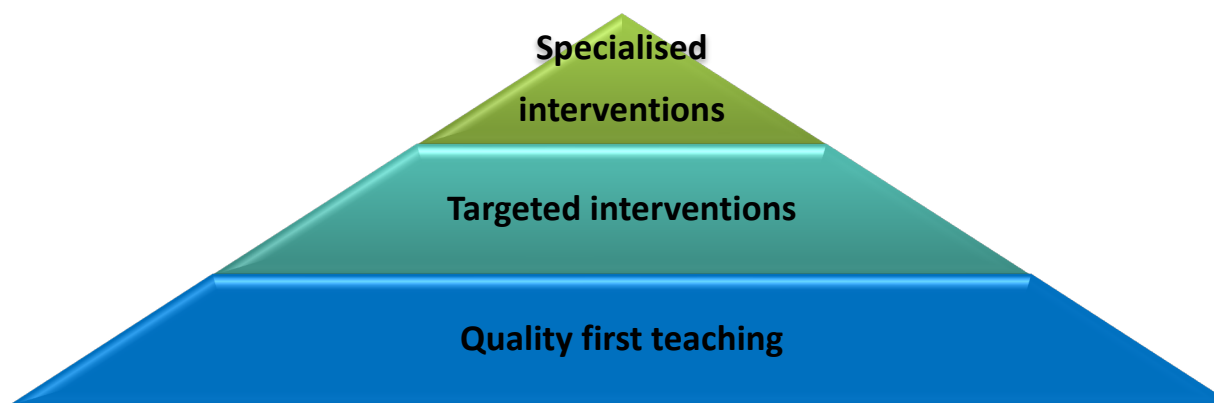 Specialised
interventions
Targeted interventions
Quality first teaching